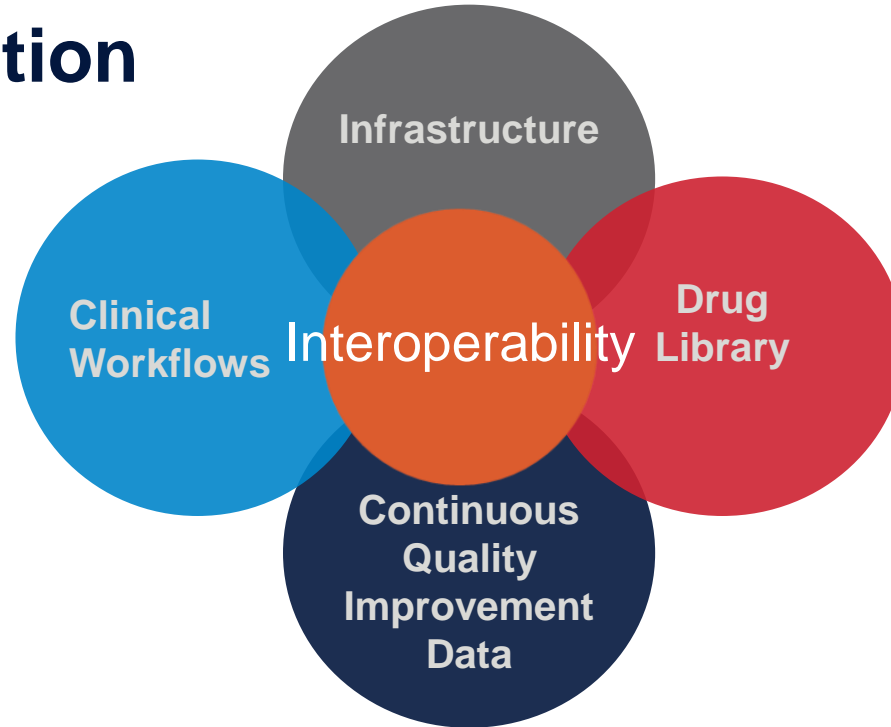 tion
Infrastructure
Clinical
Workflows
Interoperability
Drug
Library
Continuous
Quality
Improvement
Data